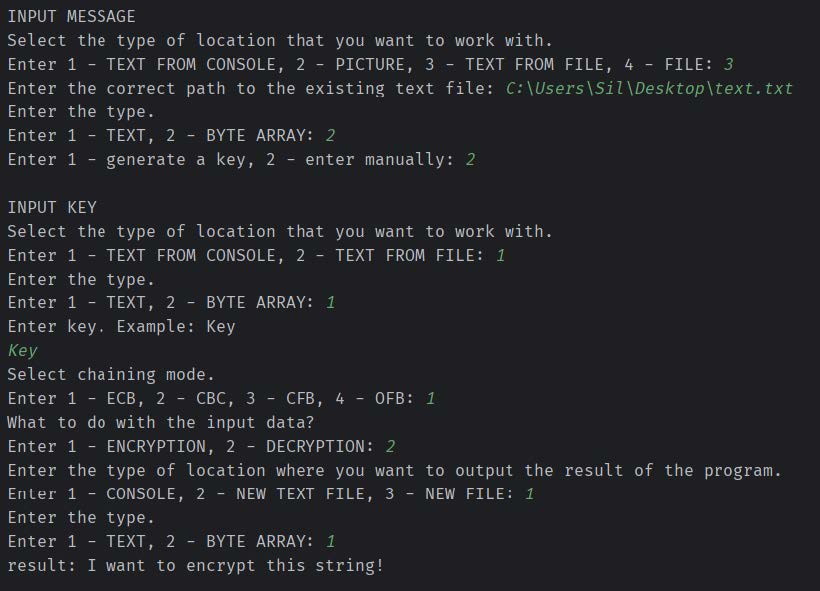 INPUT MESSAGE
Select the type of location that you want to work with.
Enter 1 - TEXT FROM CONSOLE, 2 - PICTURE, 3 - TEXT FROM FILE, 4 - FILE: 3
Enter the correct path to the existing text file: C:\Users\Sil\Desktop\text.txt
Enter the type.
Enter 1 - TEXT, 2 - BYTE ARRAY: 2
Enter 1 - generate a key, 2 - enter manually: 2
INPUT KEY
Select the type of location that you want to work with.
Enter 1 - TEXT FROM CONSOLE, 2 - TEXT FROM FILE: 1
Enter the type.
Enter 1 - TEXT, 2 - BYTE ARRAY: 1
Enter key. Example: Key
Key
Select chaining mode.
Enter 1 - ECB, 2 - CBC, 3 - CFB, 4 - OFB: 1
What to do with the input data?
Enter 1 - ENCRYPTION, 2 - DECRYPTION: 2
Enter the type of location where you want to output the result of the program.
Enter 1 - CONSOLE, 2 - NEW TEXT FILE, 3 - NEW FILE: 1
Enter the type.
Enter 1 - TEXT, 2 - BYTE ARRAY: 1
result: I want to encrypt this string!